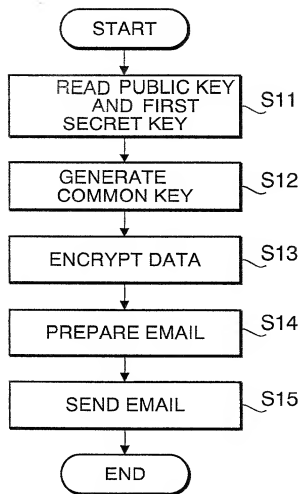 START
READ PUBLIC KEY
AND FIRST
SECRET KEY
S11
GENERATE
COMMON KEY
S12
ENCRYPT DATA
S13
PREPARE EMAIL
S14
SEND EMAIL
S15
END